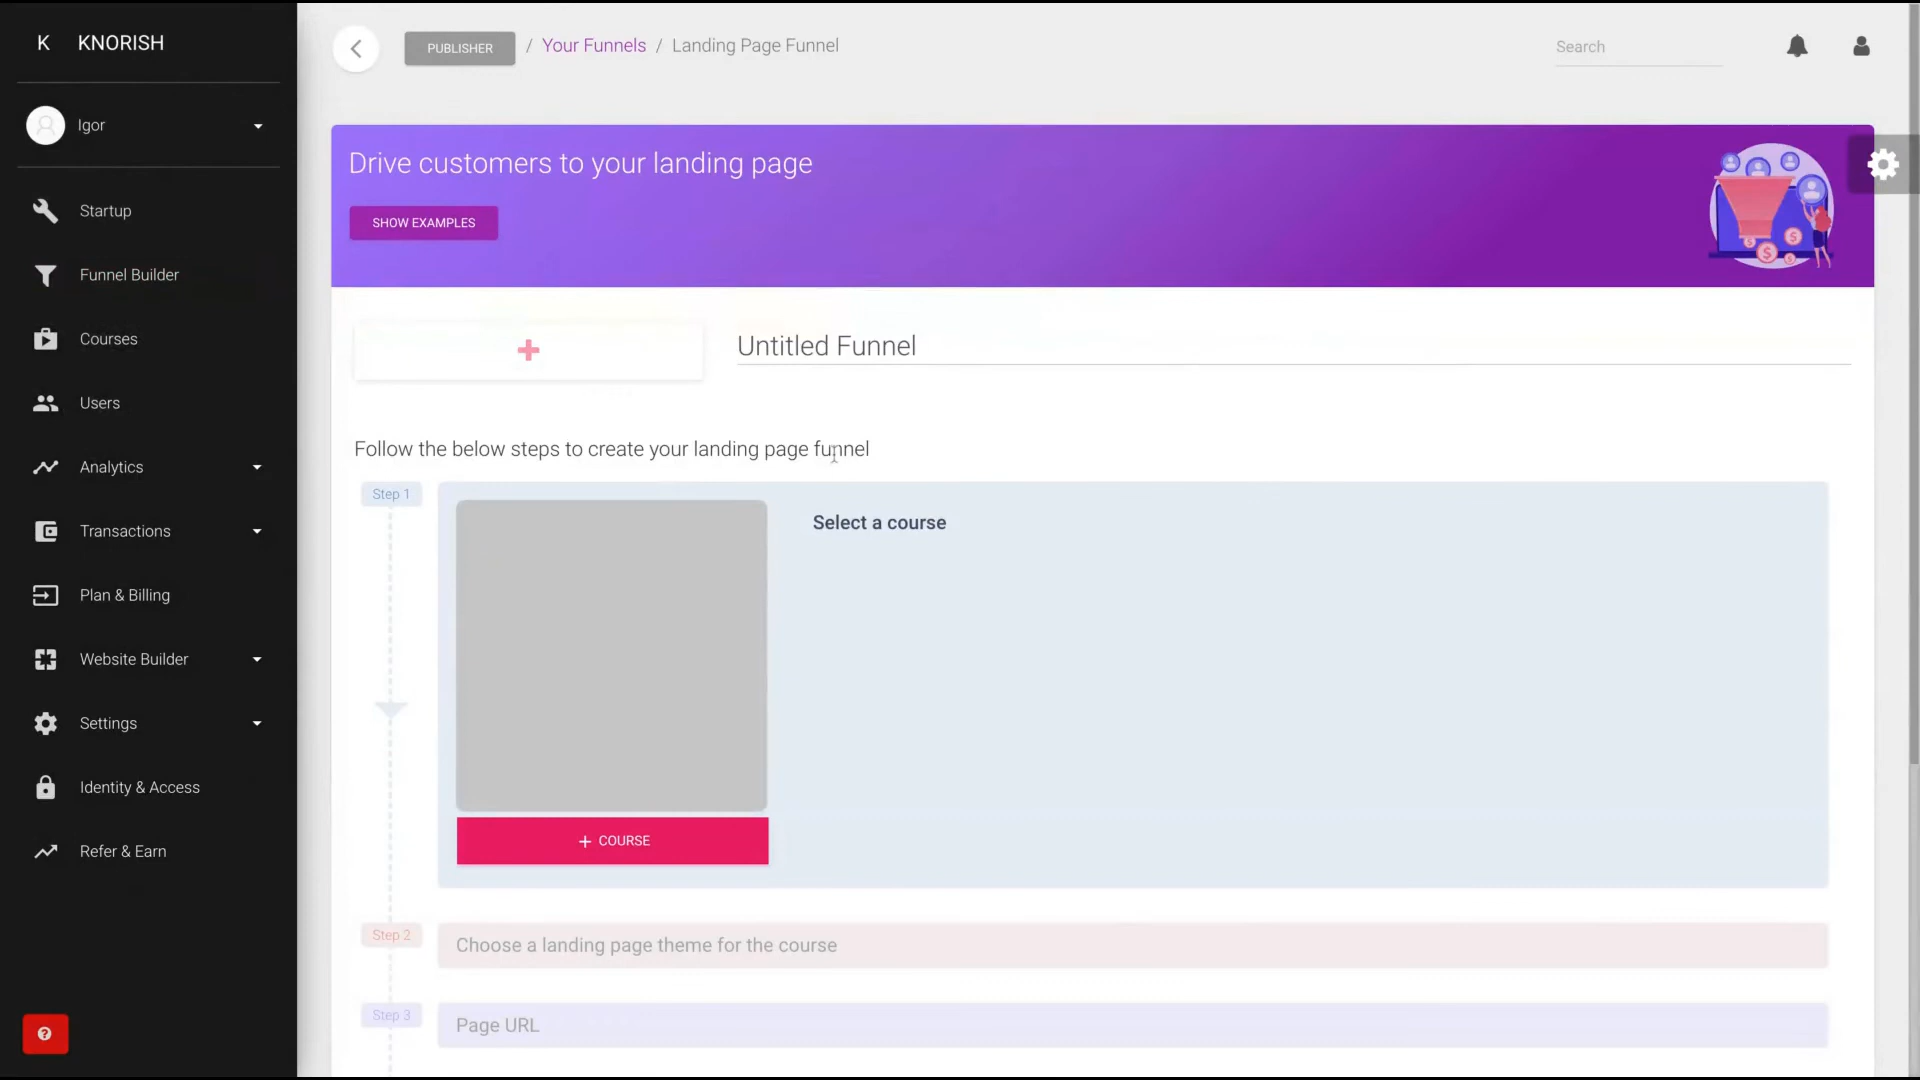 K KNORISH
PUBLISHER / Your Funnels / Landing Page Funnel
Search
Igor
Drive customers to your landing page
SHOW EXAMPLES
Startup
Funnel Builder
Courses
Users
Analytics
Transactions
Plan & Billing
Website Builder
Settings
Identity & Access
Refer & Earn
Untitled Funnel
Follow the below steps to create your landing page funnel
Step 1
Select a course
+ COURSE
Step 2
Choose a landing page theme for the course
Step 3
Page URL